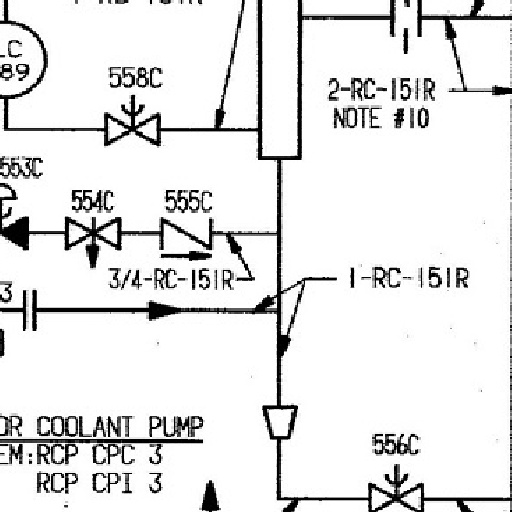 LC
89
558C
2-RC-151R
NOTE #10
553C
554C
555C
3/4-RC-151R
1-RC-151R
3
OR COOLANT PUMP
EM:RCP CPC 3
RCP CPI 3
556C